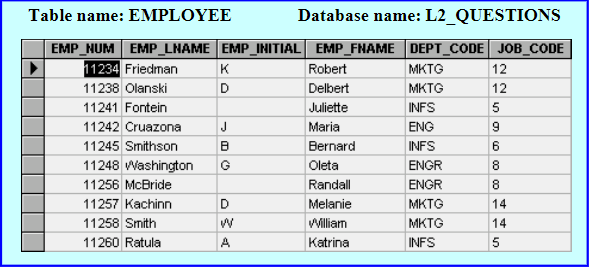 Table name: EMPLOYEE Database name: L2_QUESTIONS
EMP_NUM EMP_LNAME EMP_INITIAL EMP_FNAME DEPT_CODE JOB_CODE
11234 Friedman K Robert MKTG 12
11238 Olanski D Delbert MKTG 12
11241 Fontein Juliette INFS 5
11242 Cruazona J Maria ENG 9
11245 Smithson B Bernard INFS 6
11248 Washington G Oleta ENGR 8
11256 McBride Randall ENGR 8
11257 Kachinn D Melanie MKTG 14
11258 Smith W William MKTG 14
11260 Ratula A Katrina INFS 5